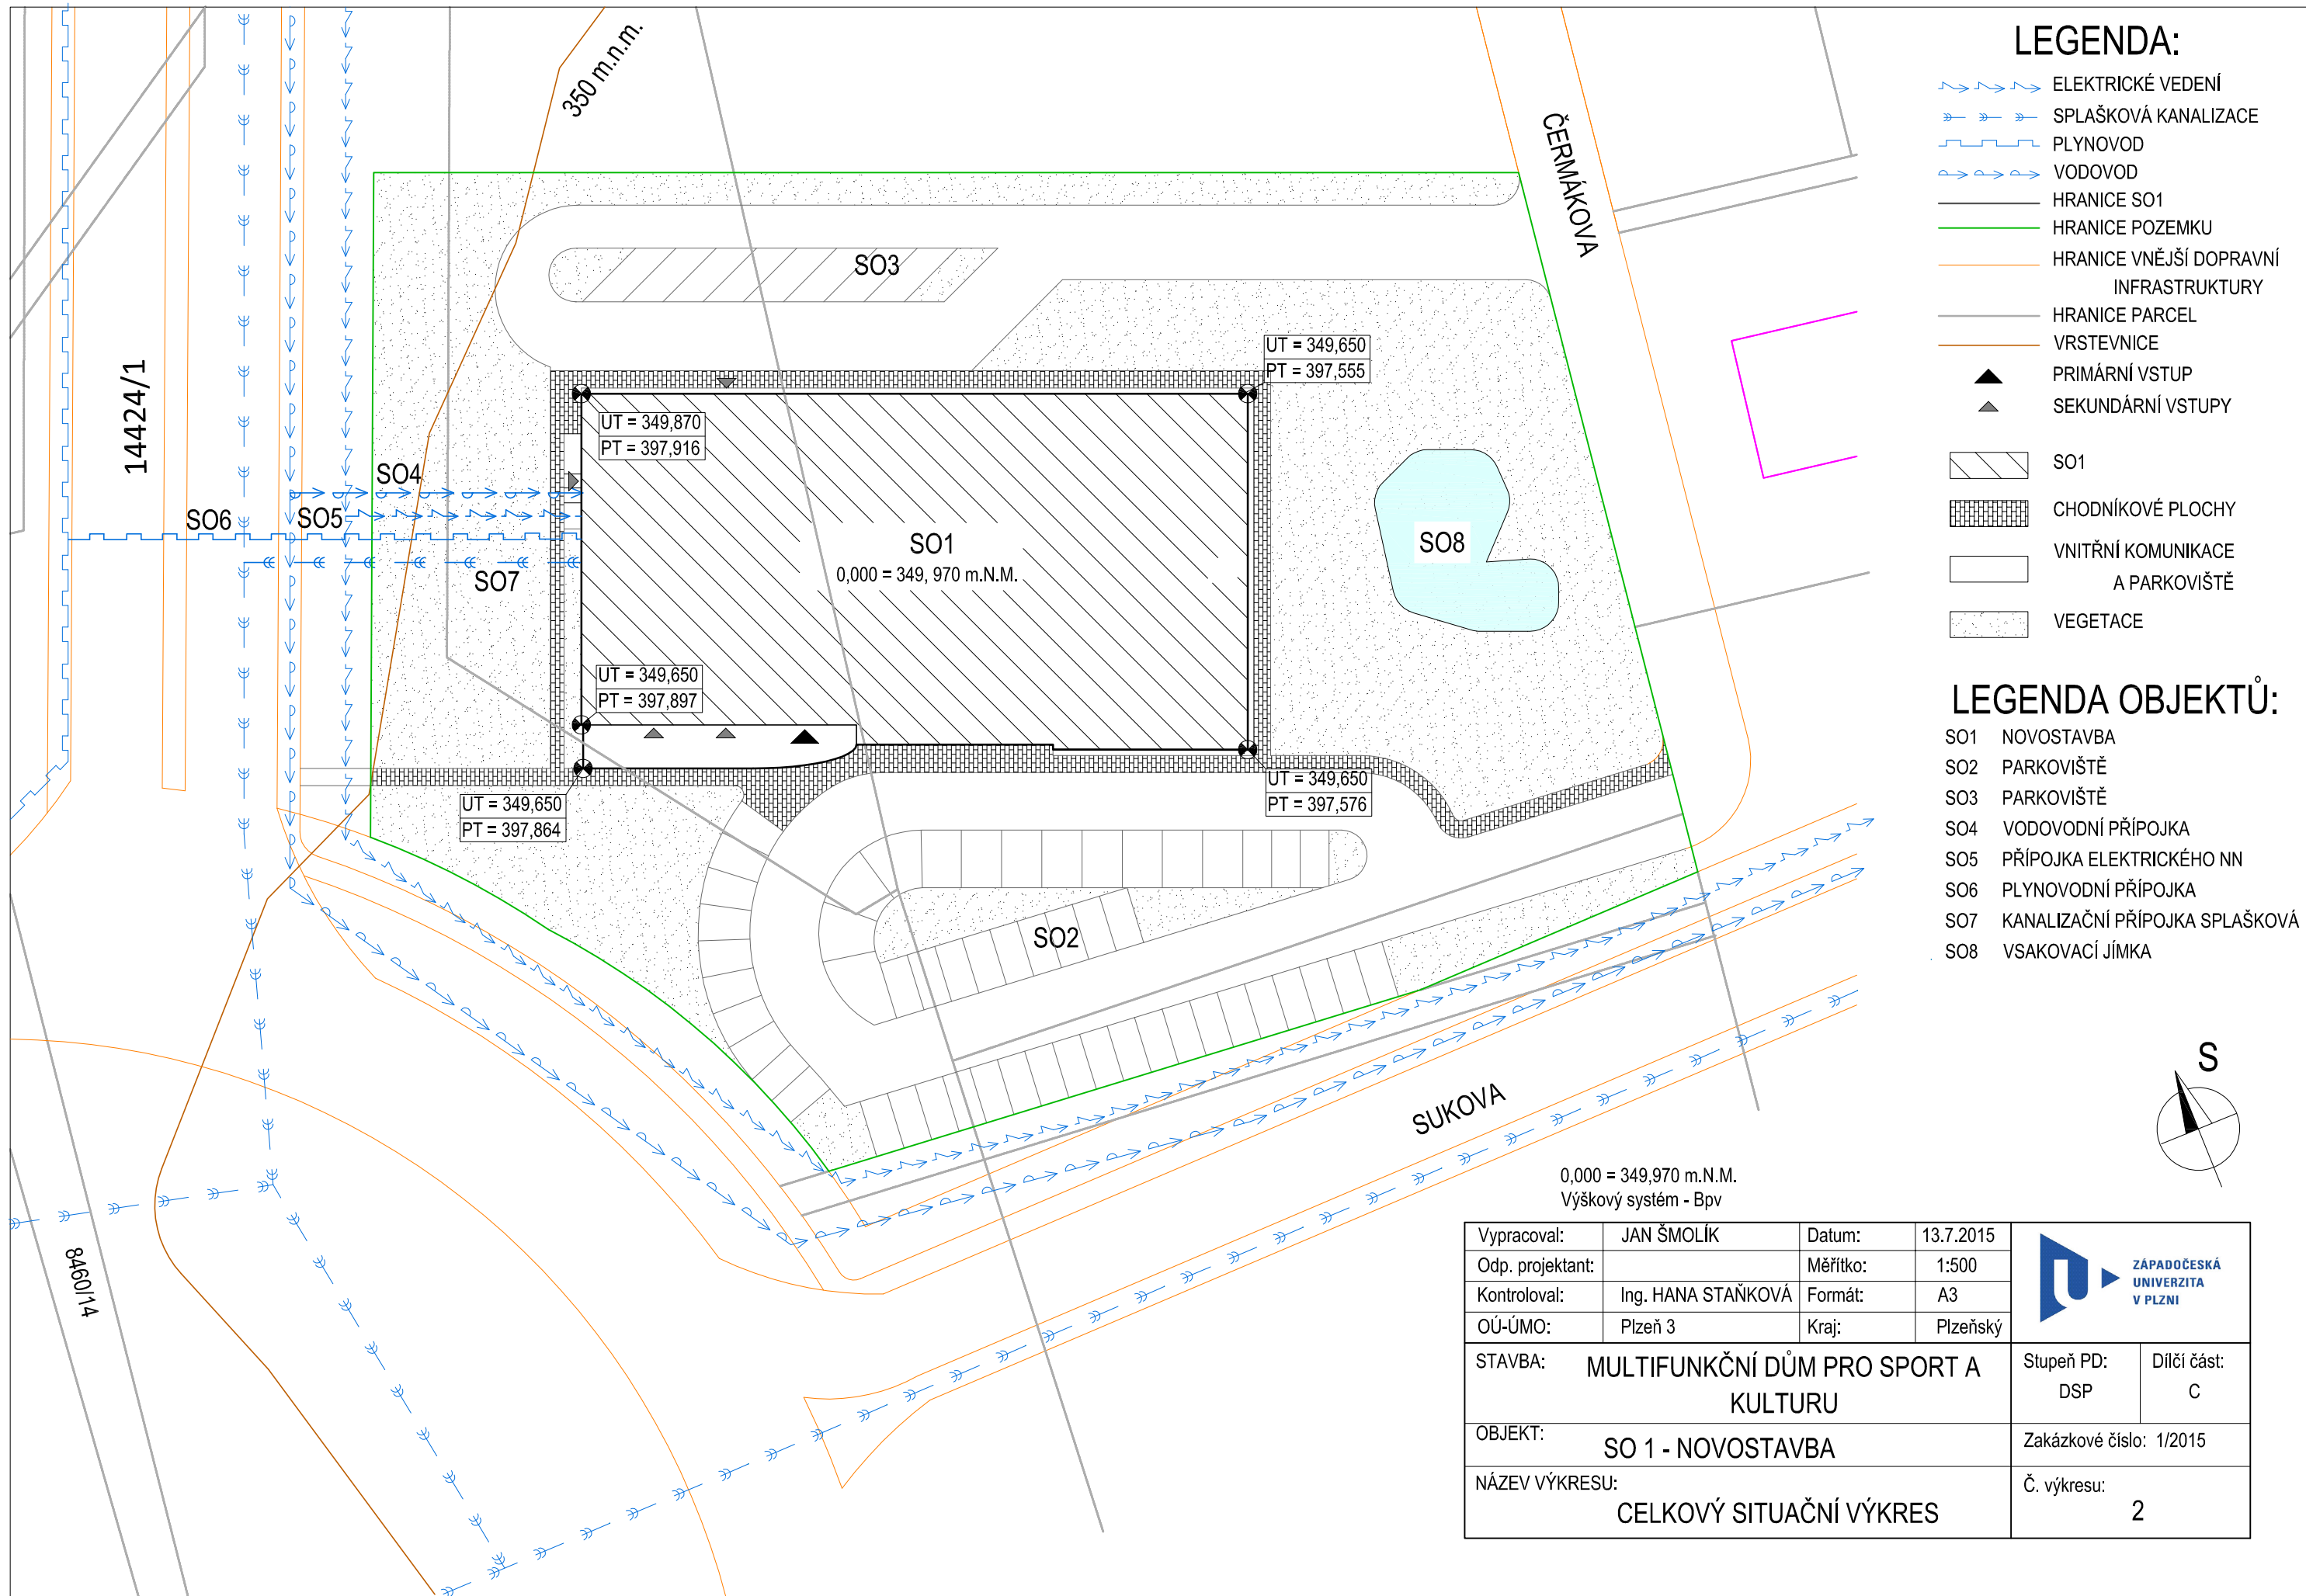 350 m.n.m.
ČERMÁKOVA
14424/1
SO3
UT = 349,650
PT = 397,555
UT = 349,870
PT = 397,916
SO4
SO6
SO5
SO7
SO1
0,000 = 349, 970 m.N.M.
SO8
UT = 349,650
PT = 397,897
UT = 349,650
PT = 397,864
UT = 349,650
PT = 397,576
SO2
SUKOVA
8460/14
LEGENDA:
ELEKTRICKÉ VEDENÍ
SPLAŠKOVÁ KANALIZACE
PLYNOVOD
VODOVOD
HRANICE SO1
HRANICE POZEMKU
HRANICE VNĚJŠÍ DOPRAVNÍ
INFRASTRUKTURY
HRANICE PARCEL
VRSTEVNICE
PRIMÁRNÍ VSTUP
SEKUNDÁRNÍ VSTUPY
SO1
CHODNÍKOVÉ PLOCHY
VNITŘNÍ KOMUNIKACE
A PARKOVIŠTĚ
VEGETACE
LEGENDA OBJEKTŮ:
SO1 NOVOSTAVBA
SO2 PARKOVIŠTĚ
SO3 PARKOVIŠTĚ
SO4 VODOVODNÍ PŘÍPOJKA
SO5 PŘÍPOJKA ELEKTRICKÉHO NN
SO6 PLYNOVODNÍ PŘÍPOJKA
SO7 KANALIZAČNÍ PŘÍPOJKA SPLAŠKOVÁ
SO8 VSAKOVACÍ JÍMKA
S
0,000 = 349,970 m.N.M.
Výškový systém - Bpv
Vypracoval: JAN ŠMOLÍK Datum: 13.7.2015
Odp. projektant: Měřítko: 1:500
Kontroloval: Ing. HANA STAŇKOVÁ Formát: A3
OÚ-ÚMO: Plzeň 3 Kraj: Plzeňský
ZÁPADOČESKÁ
UNIVERZITA
V PLZNI
STAVBA: MULTIFUNKČNÍ DŮM PRO SPORT A
KULTURU
Stupeň PD: Dílčí část:
DSP C
OBJEKT: SO 1 - NOVOSTAVBA
Zakázkové číslo: 1/2015
NÁZEV VÝKRESU:
CELKOVÝ SITUAČNÍ VÝKRES
Č. výkresu:
2